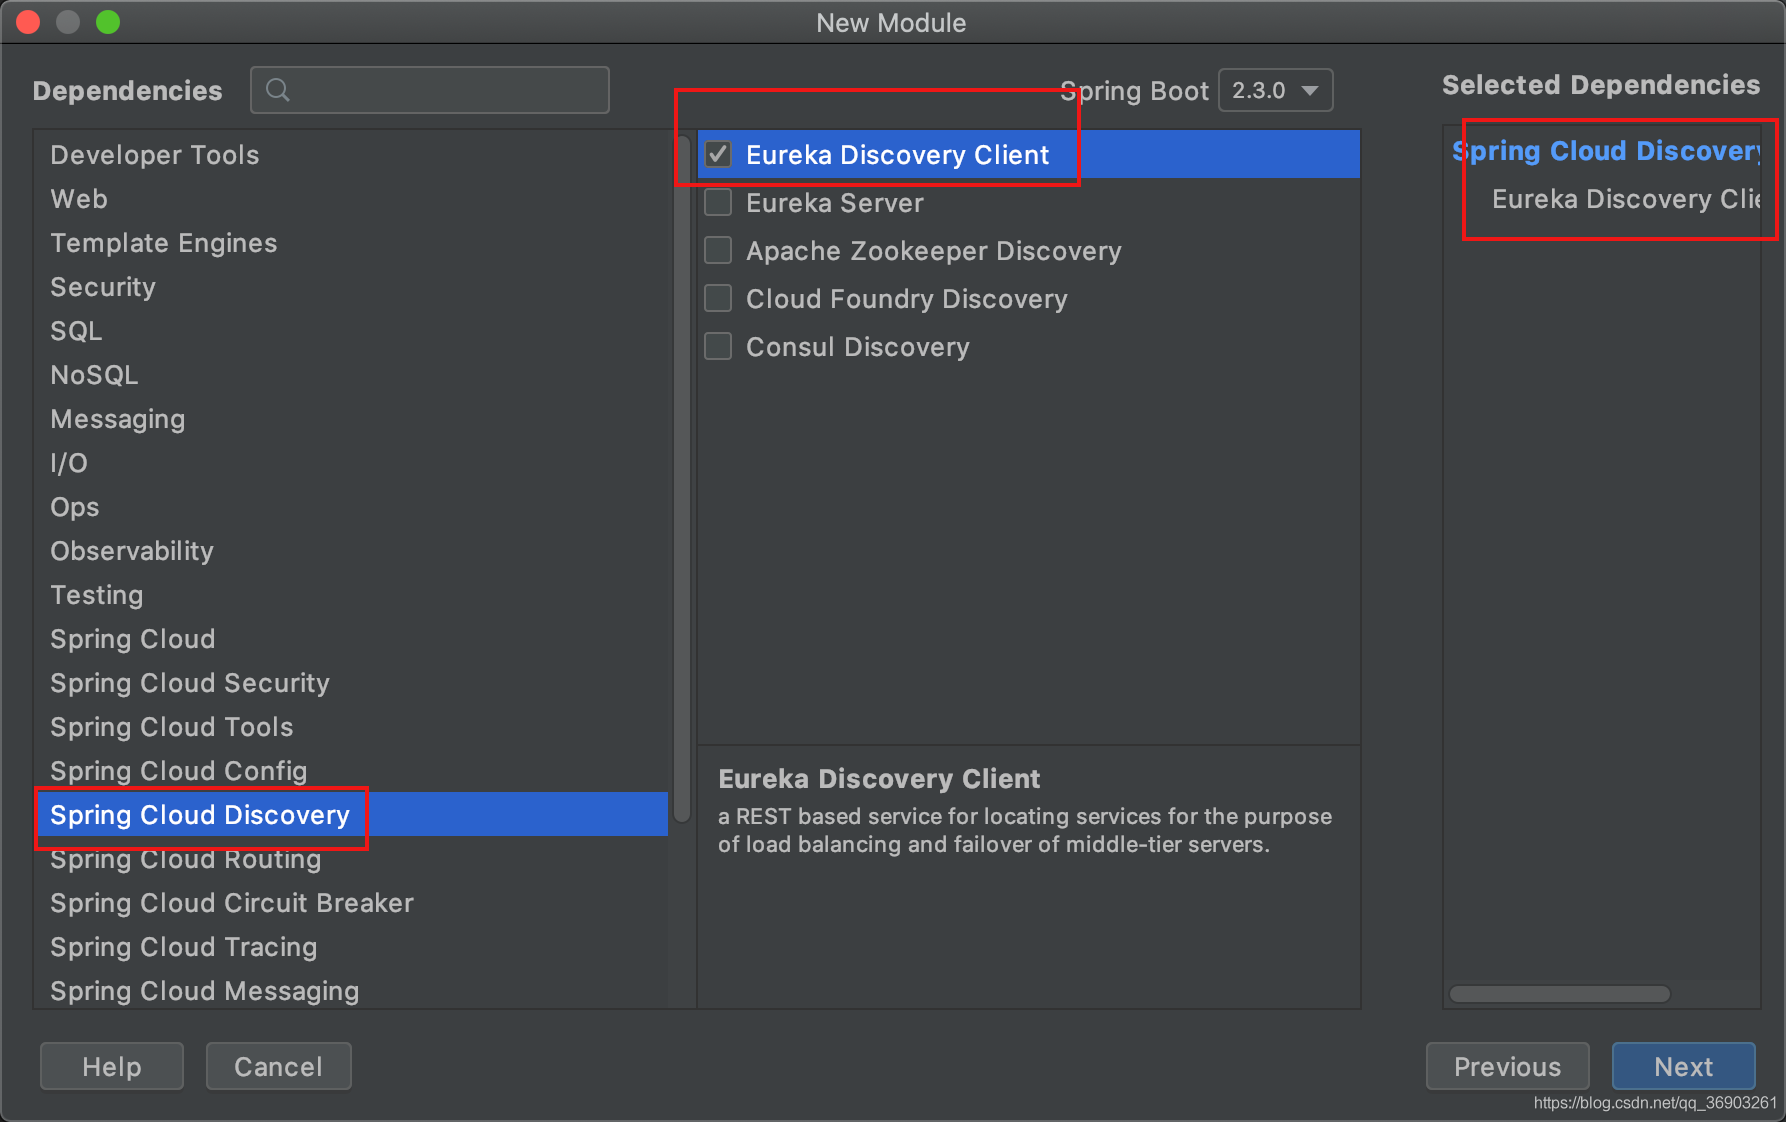 New Module
Dependencies
Spring Boot 2.3.0
Selected Dependencies
Developer Tools
Web
Template Engines
Security
SQL
NoSQL
Messaging
I/O
Ops
Observability
Testing
Spring Cloud
Spring Cloud Security
Spring Cloud Tools
Spring Cloud Config
Spring Cloud Discovery
Spring Cloud Routing
Spring Cloud Circuit Breaker
Spring Cloud Tracing
Spring Cloud Messaging
Eureka Discovery Client
Eureka Server
Apache Zookeeper Discovery
Cloud Foundry Discovery
Consul Discovery
Eureka Discovery Client
a REST based service for locating services for the purpose
of load balancing and failover of middle-tier servers.
Spring Cloud Discovery
Eureka Discovery Clie
Help
Cancel
Previous
Next
https://blog.csdn.net/qq_36903261